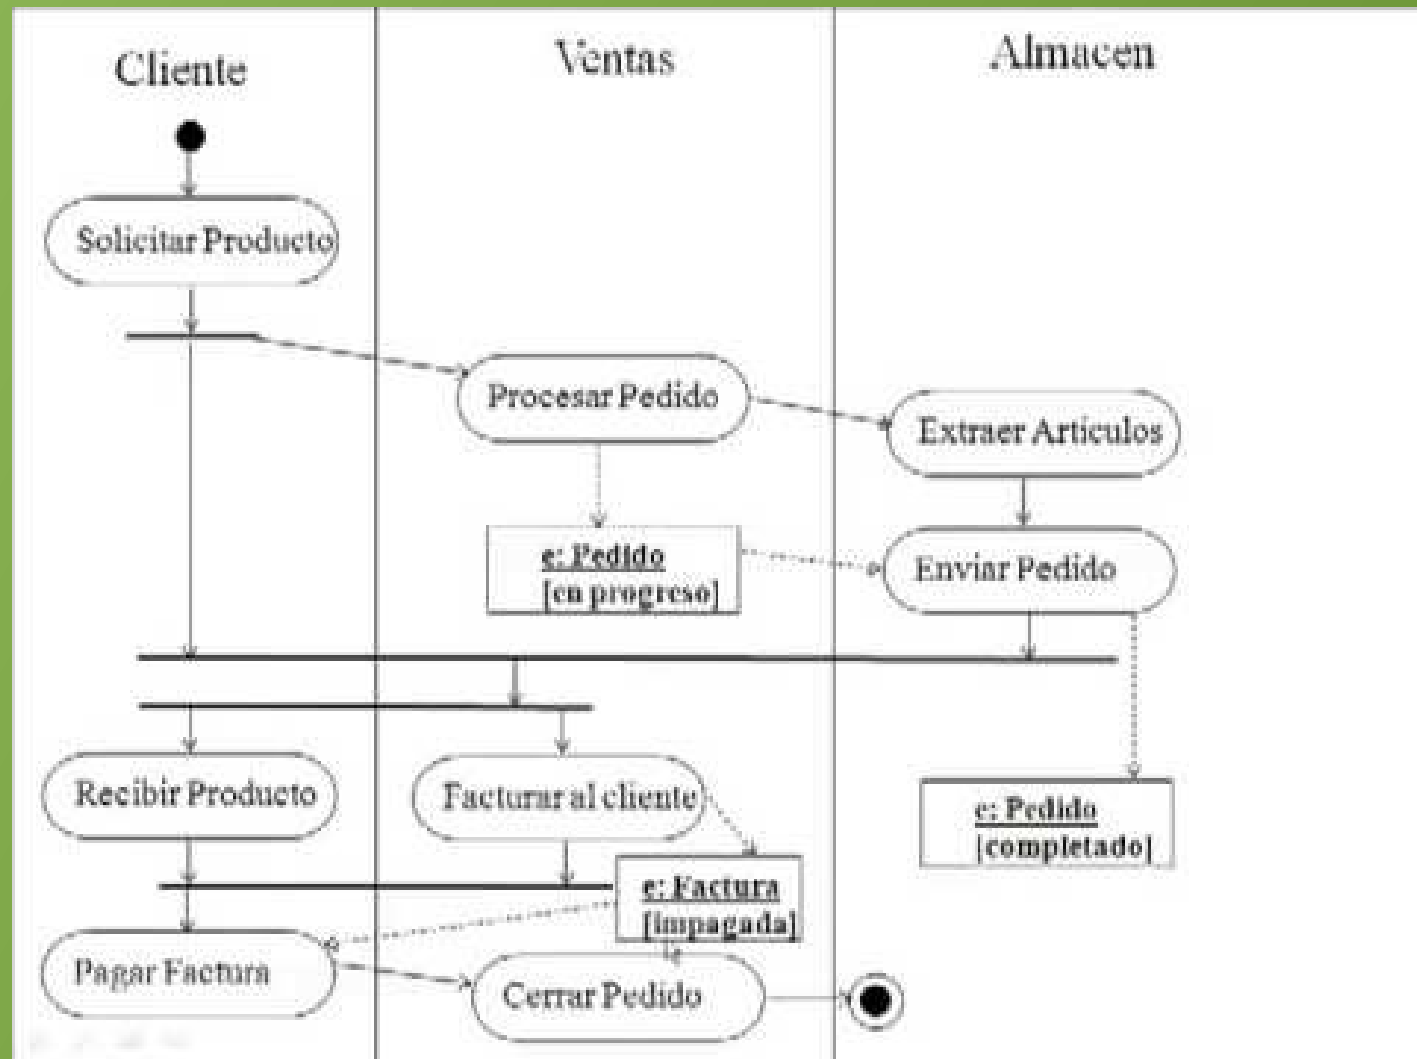 Cliente
Ventas
Almacen
Solicitar Producto
Procesar Pedido
Extraer Articulos
e: Pedido
[en progreso]
Enviar Pedido
Recibir Producto
Facturar al cliente
e: Pedido
[completado]
e: Factura
[impagada]
Pagar Factura
Cerrar Pedido